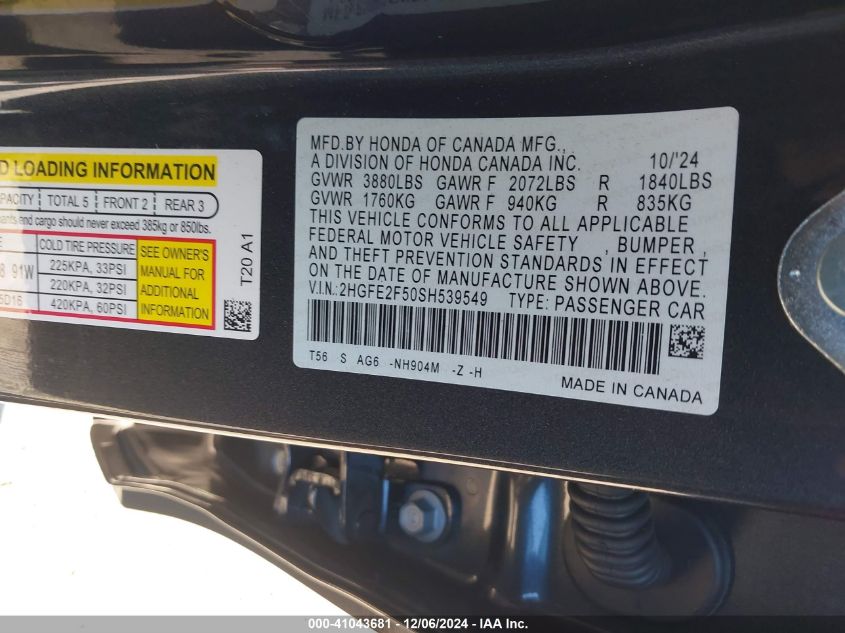 D LOADING INFORMATION
PACITY TOTAL 5 FRONT 2 REAR 3
ants and cargo should never exceed 385kg or 850lbs.
E COLD TIRE PRESSURE SEE OWNER'S MANUAL FOR ADDITIONAL INFORMATION
8 91W 225KPA, 33PSI
220KPA, 32PSI
5D16 420KPA, 60PSI
T20 A1
MFD.BY HONDA OF CANADA MFG.,
A DIVISION OF HONDA CANADA INC. 10/'24
GVWR 3880LBS GAWR F 2072LBS R 1840LBS
GVWR 1760KG GAWR F 940KG R 835KG
THIS VEHICLE CONFORMS TO ALL APPLICABLE
FEDERAL MOTOR VEHICLE SAFETY , BUMPER ,
AND THEFT PREVENTION STANDARDS IN EFFECT
ON THE DATE OF MANUFACTURE SHOWN ABOVE.
V.I.N.:2HGFE2F50SH539549 TYPE: PASSENGER CAR
T56 S AG6 -NH904M -Z -H
MADE IN CANADA
000-41043681 - 12/06/2024 - IAA Inc.